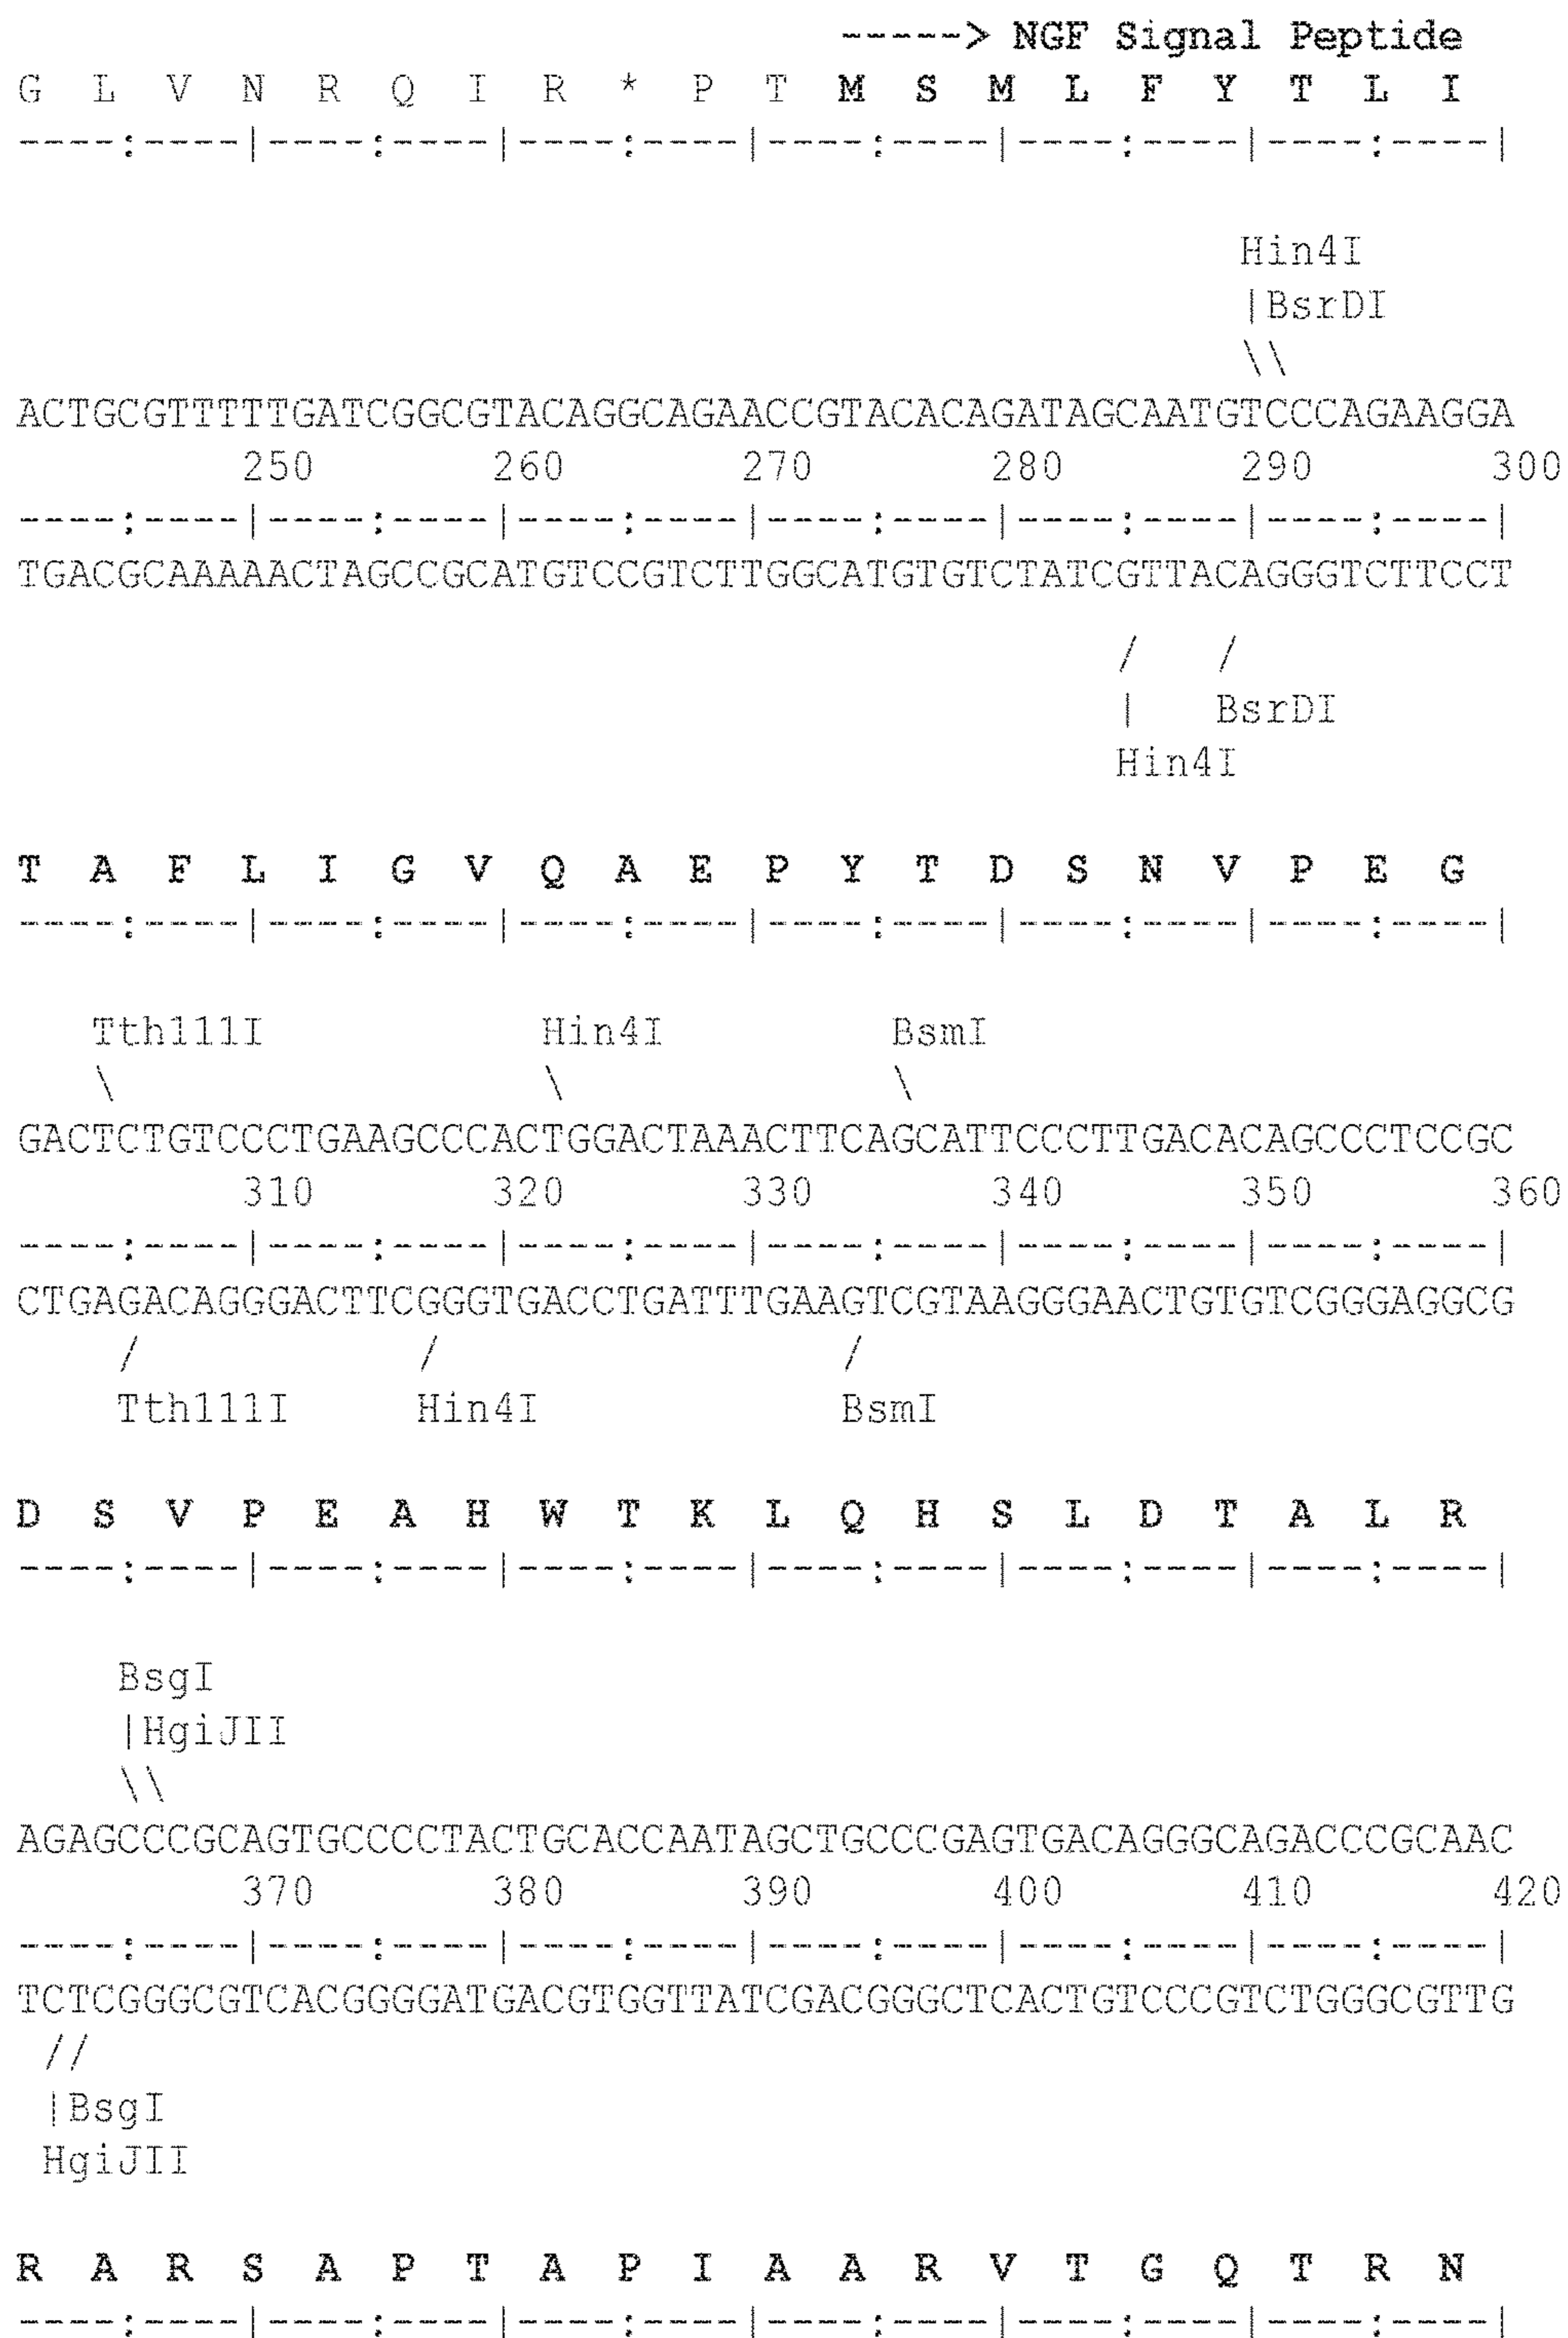 -----> NGF Signal Peptide
G L V N R Q I R * P T M S M L F Y T L I
----:----|----:----|----:----|----:----|----:----|----:----|
Hin4I
|BsrDI
\\
ACTGCGTTTTTGATCGGCGTACAGGCAGAACCGTACACAGATAGCAATGTCCCAGAAGGA
250 260 270 280 290 300
----:----|----:----|----:----|----:----|----:----|----:----|
TGACGCAAAAACTAGCCGCATGTCCGTCTTGGCATGTGTCTATCGTTACAGGGTCTTCCT
/ /
| BsrDI
Hin4I
T A F L I G V Q A E P Y T D S N V P E G
----:----|----:----|----:----|----:----|----:----|----:----|
Tth111I Hin4I BsmI
\ \ \
GACTCTGTCCCTGAAGCCCACTGGACTAAACTTCAGCATTCCCTTGACACAGCCCTCCGC
310 320 330 340 350 360
----:----|----:----|----:----|----:----|----:----|----:----|
CTGAGACAGGGACTTCGGGTGACCTGATTTGAAGTCGTAAGGGAACTGTGTCGGGAGGCG
/ / /
Tth111I Hin4I BsmI
D S V P E A H W T K L Q H S L D T A L R
----:----|----:----|----:----|----:----|----:----|----:----|
BsgI
|HgiJII
\\
AGAGCCCGCAGTGCCCCTACTGCACCAATAGCTGCCCGAGTGACAGGGCAGACCCGCAAC
370 380 390 400 410 420
----:----|----:----|----:----|----:----|----:----|----:----|
TCTCGGGCGTCACGGGGATGACGTGGTTATCGACGGGCTCACTGTCCCGTCTGGGCGTTG
//
|BsgI
HgiJII
R A R S A P T A P I A A R V T G Q T R N
----:----|----:----|----:----|----:----|----:----|----:----|